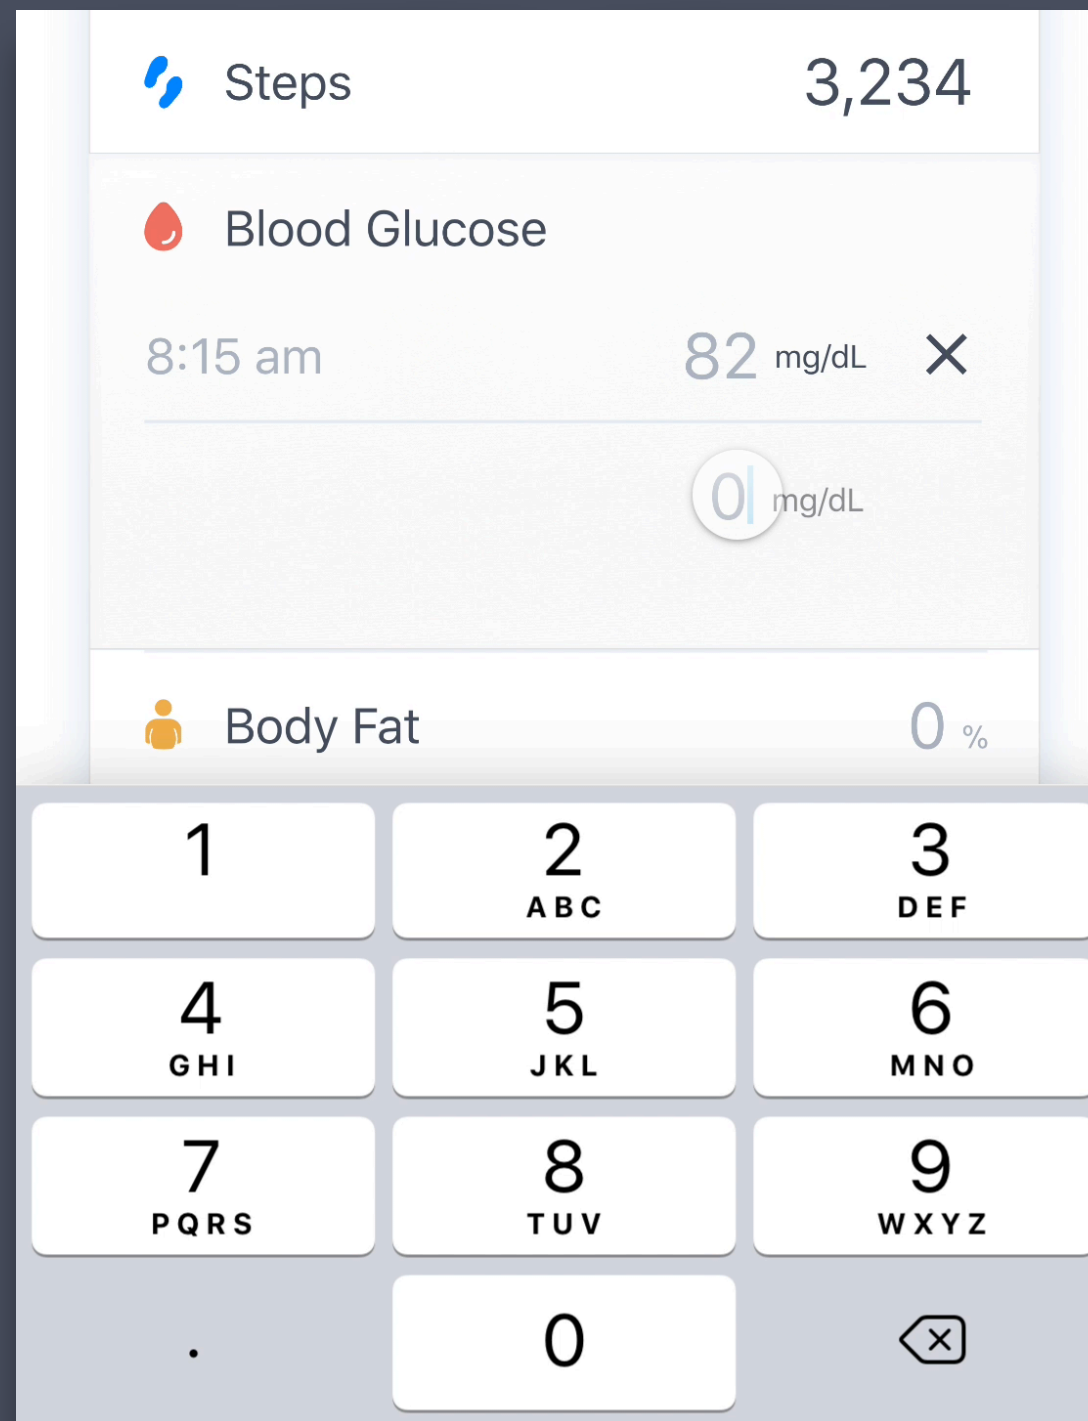 Steps 3,234
Blood Glucose
8:15 am 82 mg/dL
0 mg/dL
Body Fat 0 %
1 2 3
ABC DEF
4 5 6
GHI JKL MNO
7 8 9
PQRS TUV WXYZ
. 0